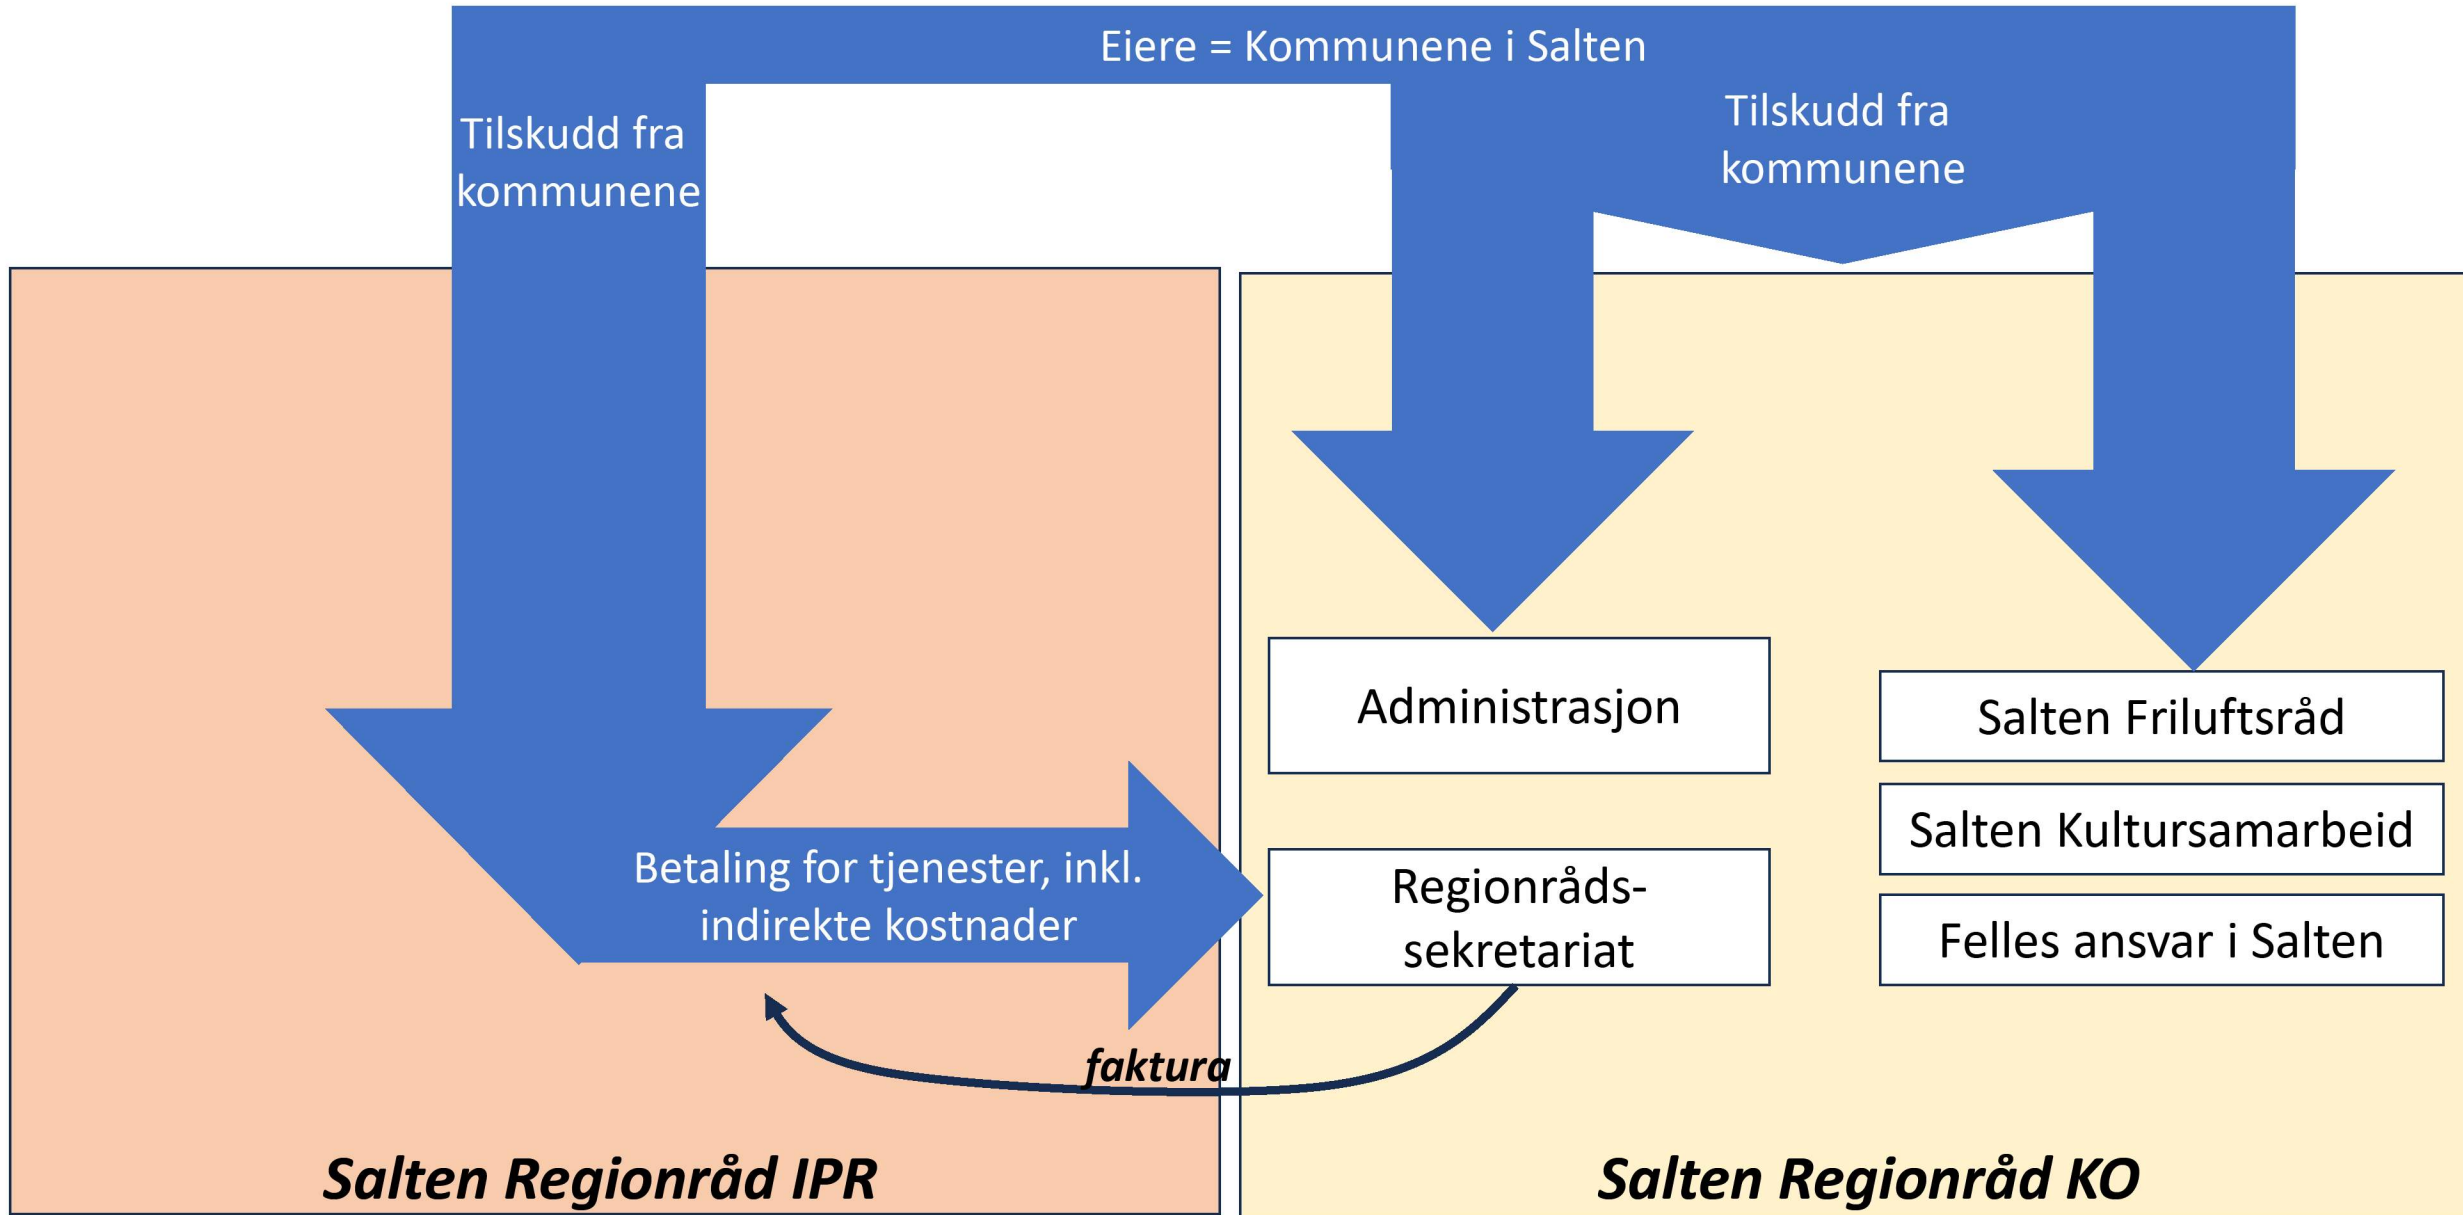 Eiere = Kommunene i Salten
Tilskudd fra
kommunene
Tilskudd fra
kommunene
Betaling for tjenester, inkl.
indirekte kostnader
Administrasjon
Regionråds-
sekretariat
Salten Friluftsråd
Salten Kultursamarbeid
Felles ansvar i Salten
faktura
Salten Regionråd IPR
Salten Regionråd KO